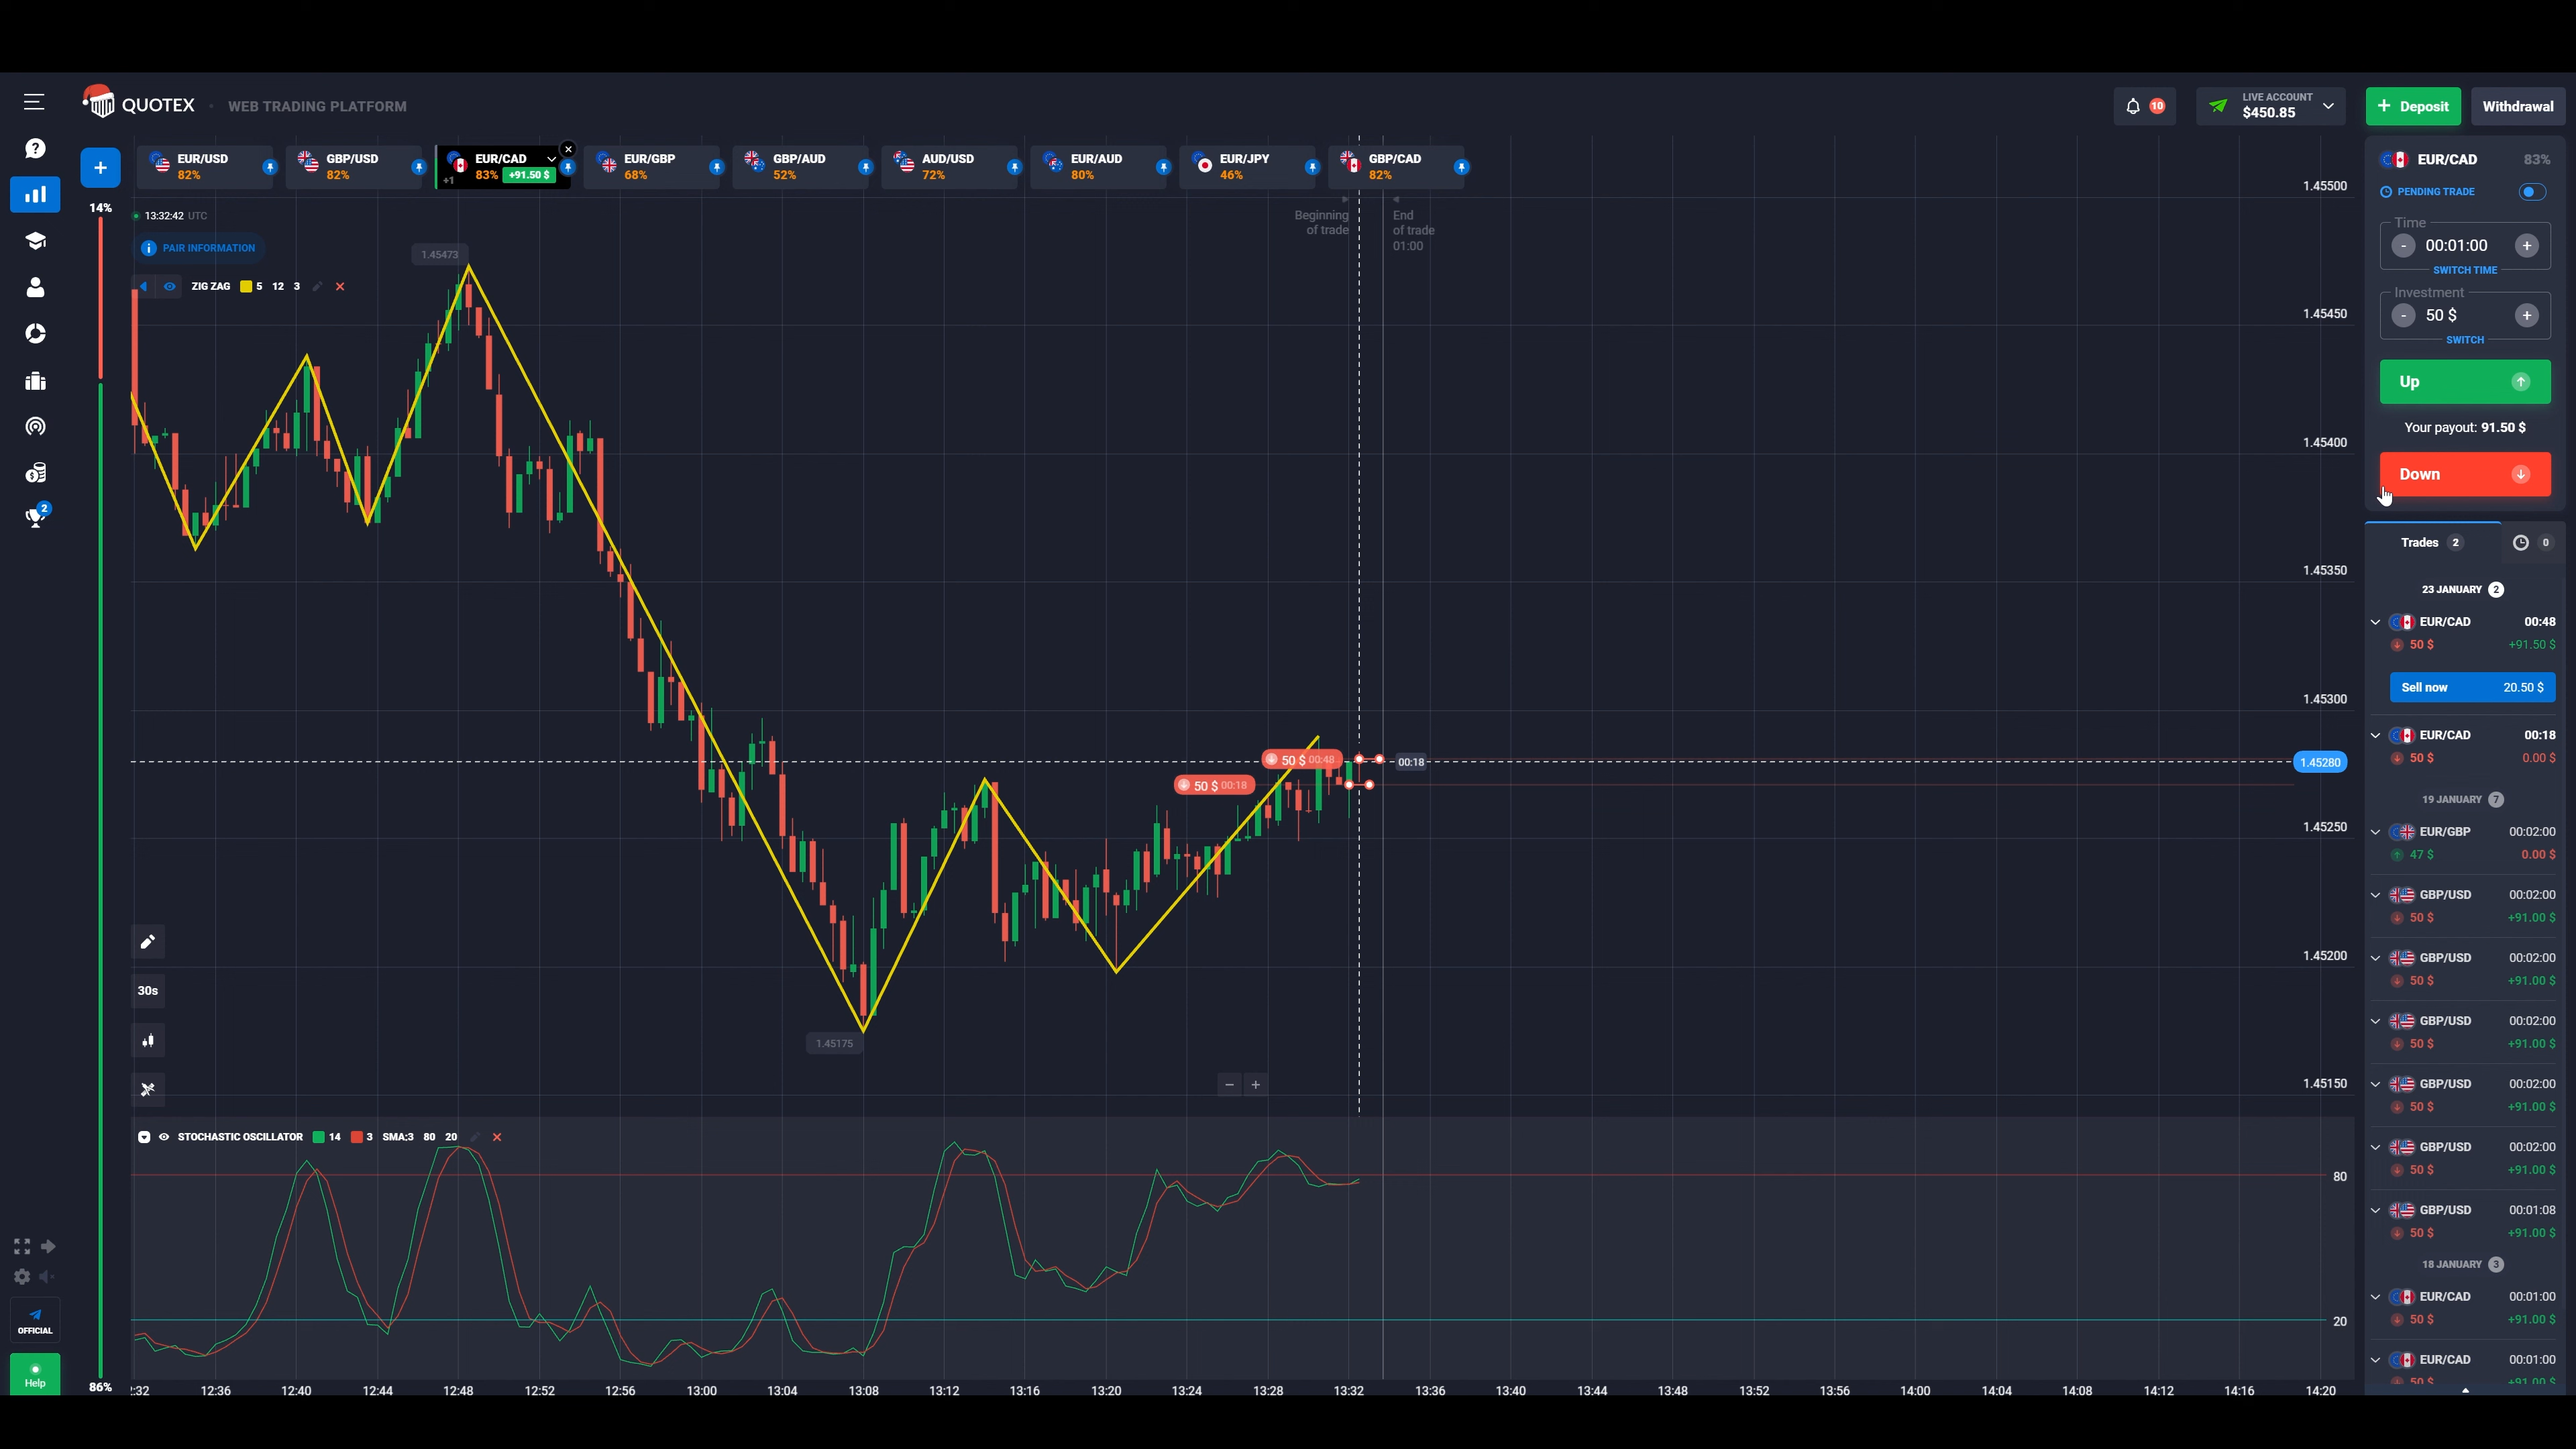 QUOTEX • WEB TRADING PLATFORM
10
LIVE ACCOUNT
$450.85
+ Deposit
Withdrawal
EUR/USD
82%
GBP/USD
82%
EUR/CAD
+1 83% +91.50 $
EUR/GBP
68%
GBP/AUD
52%
AUD/USD
72%
EUR/AUD
80%
EUR/JPY
46%
GBP/CAD
82%
14%
13:32:42 UTC
PAIR INFORMATION
ZIG ZAG 5 12 3
Beginning
of trade
End
of trade
01:00
1.45473
1.45175
50 $ 00:48
50 $ 00:18
00:18
1.45500
1.45450
1.45400
1.45350
1.45300
1.45280
1.45250
1.45200
1.45150
30s
STOCHASTIC OSCILLATOR 14 3 SMA:3 80 20
80
20
2
OFFICIAL
Help
86%
:32 12:36 12:40 12:44 12:48 12:52 12:56 13:00 13:04 13:08 13:12 13:16 13:20 13:24 13:28 13:32 13:36 13:40 13:44 13:48 13:52 13:56 14:00 14:04 14:08 14:12 14:16 14:20
EUR/CAD 83%
PENDING TRADE
Time
- 00:01:00 +
SWITCH TIME
Investment
- 50 $ +
SWITCH
Up
Your payout: 91.50 $
Down
Trades 2
0
23 JANUARY 2
EUR/CAD 00:48
50 $ +91.50 $
Sell now 20.50 $
EUR/CAD 00:18
50 $ 0.00 $
19 JANUARY 7
EUR/GBP 00:02:00
47 $ 0.00 $
GBP/USD 00:02:00
50 $ +91.00 $
GBP/USD 00:02:00
50 $ +91.00 $
GBP/USD 00:02:00
50 $ +91.00 $
GBP/USD 00:02:00
50 $ +91.00 $
GBP/USD 00:02:00
50 $ +91.00 $
GBP/USD 00:01:08
50 $ +91.00 $
18 JANUARY 3
EUR/CAD 00:01:00
50 $ +91.00 $
EUR/CAD 00:01:00
50 $ +91.00 $